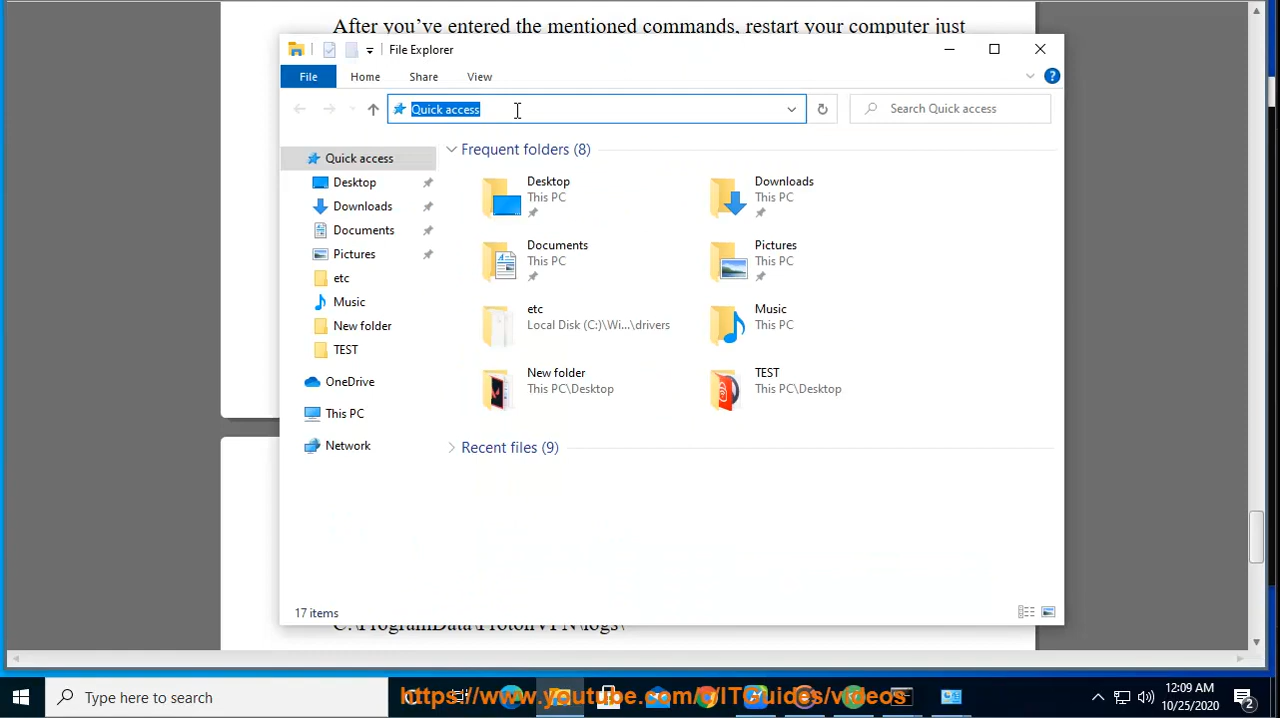 After you've entered the mentioned commands, restart your computer just
File Explorer
File Home Share View
Quick access
Search Quick access
Quick access
Desktop
Downloads
Documents
Pictures
etc
Music
New folder
TEST
OneDrive
This PC
Network
Frequent folders (8)
Desktop
This PC
Downloads
This PC
Documents
This PC
Pictures
This PC
etc
Local Disk (C:)\Wi...\drivers
Music
This PC
New folder
This PC\Desktop
TEST
This PC\Desktop
Recent files (9)
17 items
C:\ProgramData\ProtonVPN\logs\
Type here to search
https://www.youtube.com/c/ITGuides/videos
12:09 AM
10/25/2020
2